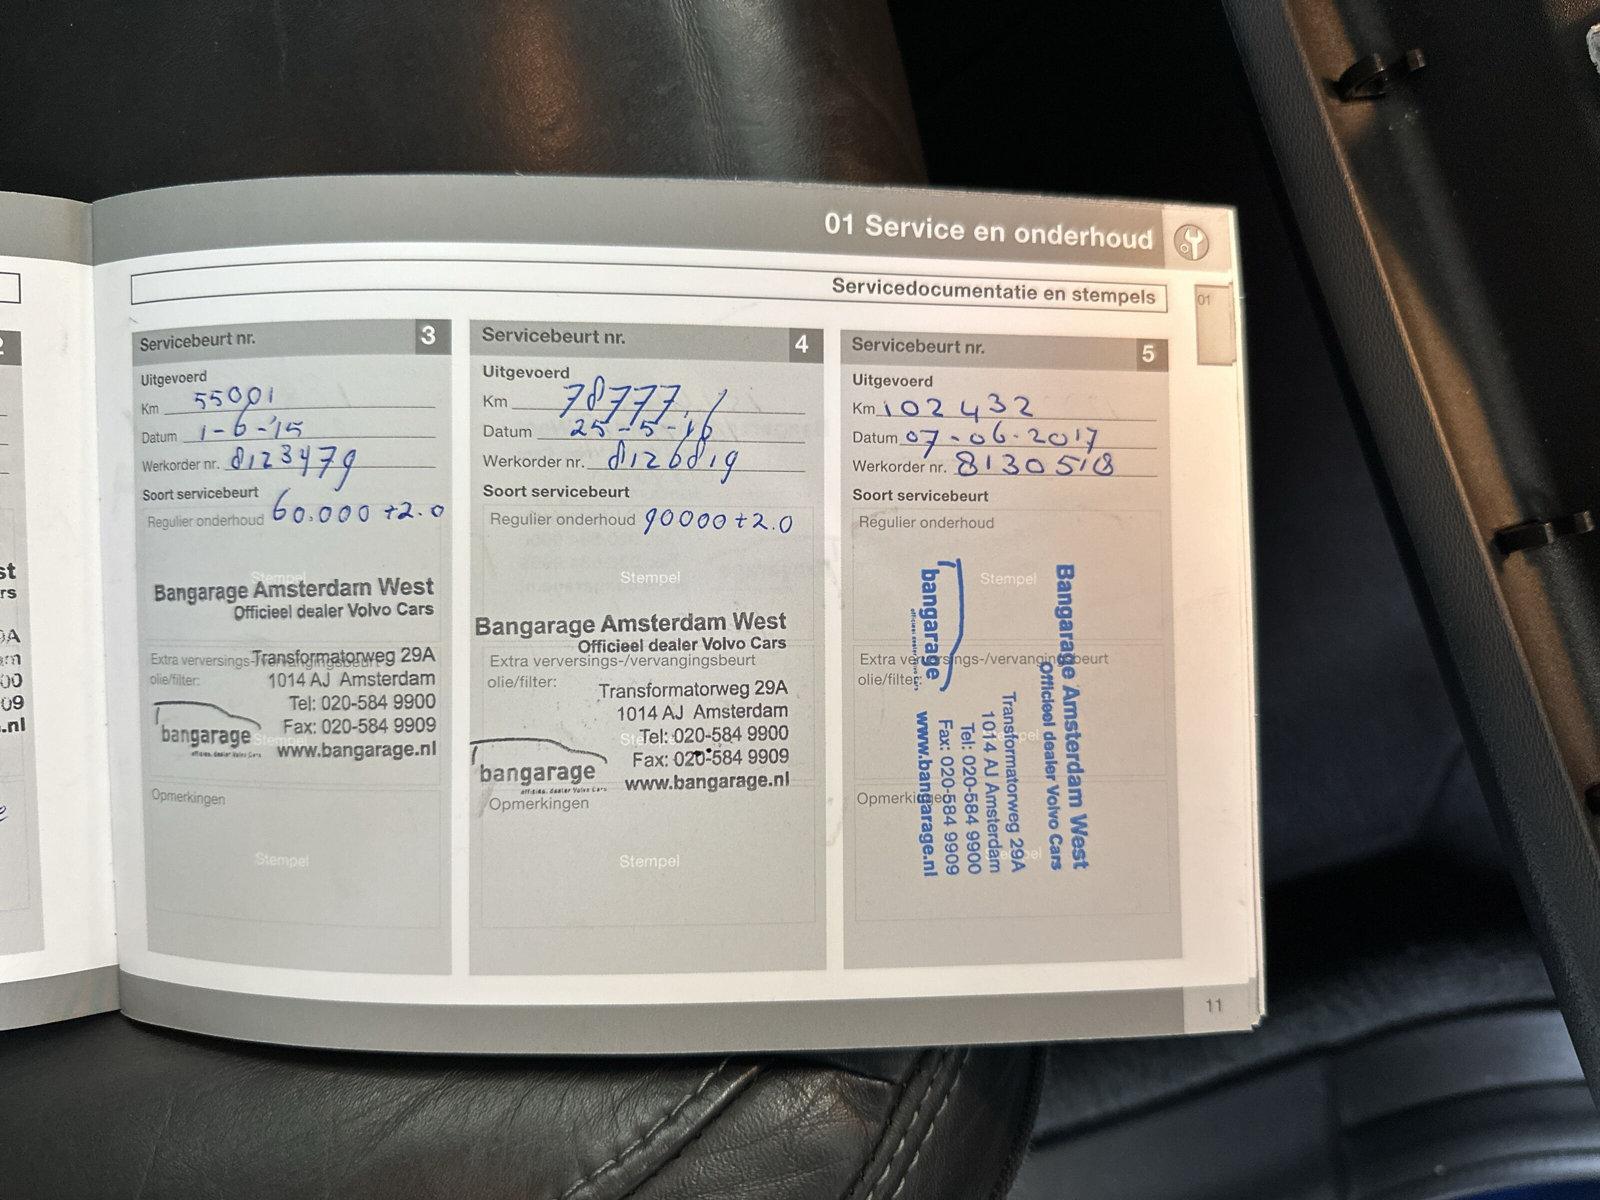 01 Service en onderhoud
Servicedocumentatie en stempels
01
Servicebeurt nr. 3
Uitgevoerd
Km 55001
Datum 1-6-'15
Werkorder nr. 8123479
Soort servicebeurt
Regulier onderhoud 60.000 +2.0
Stempel
Bangarage Amsterdam West
Officieel dealer Volvo Cars
Extra verversings-/vervangingsbeurt
olie/filter:
Transformatorweg 29A
1014 AJ Amsterdam
Tel: 020-584 9900
Fax: 020-584 9909
www.bangarage.nl
bangarage
Stempel
Opmerkingen
Stempel
Servicebeurt nr. 4
Uitgevoerd
Km 78777
Datum 25-5-16
Werkorder nr. 8126819
Soort servicebeurt
Regulier onderhoud 90000+2.0
Stempel
Bangarage Amsterdam West
Officieel dealer Volvo Cars
Extra verversings-/vervangingsbeurt
olie/filter:
Transformatorweg 29A
1014 AJ Amsterdam
Tel: 020-584 9900
Fax: 020-584 9909
www.bangarage.nl
bangarage
Opmerkingen
Stempel
Servicebeurt nr. 5
Uitgevoerd
Km 102432
Datum 07-06-2017
Werkorder nr. 8130518
Soort servicebeurt
Regulier onderhoud
Stempel
Extra verversings-/vervangingsbeurt
olie/filter:
Opmerkingen
Bangarage Amsterdam West
Officieel dealer Volvo Cars
Transformatorweg 29A
1014 AJ Amsterdam
Tel: 020-584 9900
Fax: 020-584 9909
www.bangarage.nl
bangarage
11